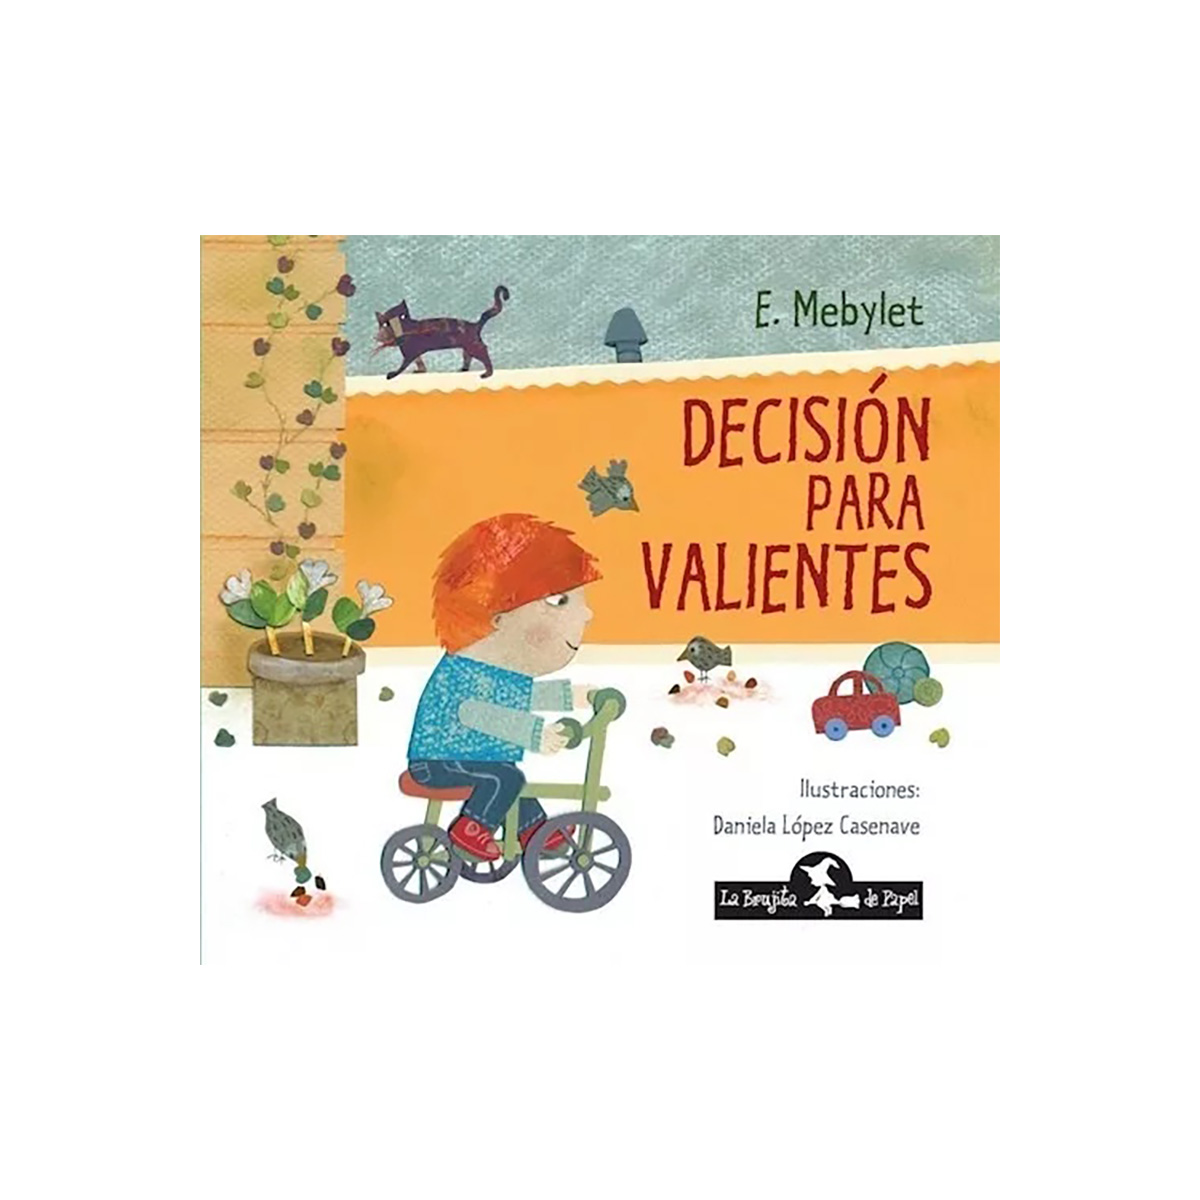 E. Mebylet
DECISIÓN
PARA
VALIENTES
Ilustraciones:
Daniela López Casenave
La Brujita de Papel